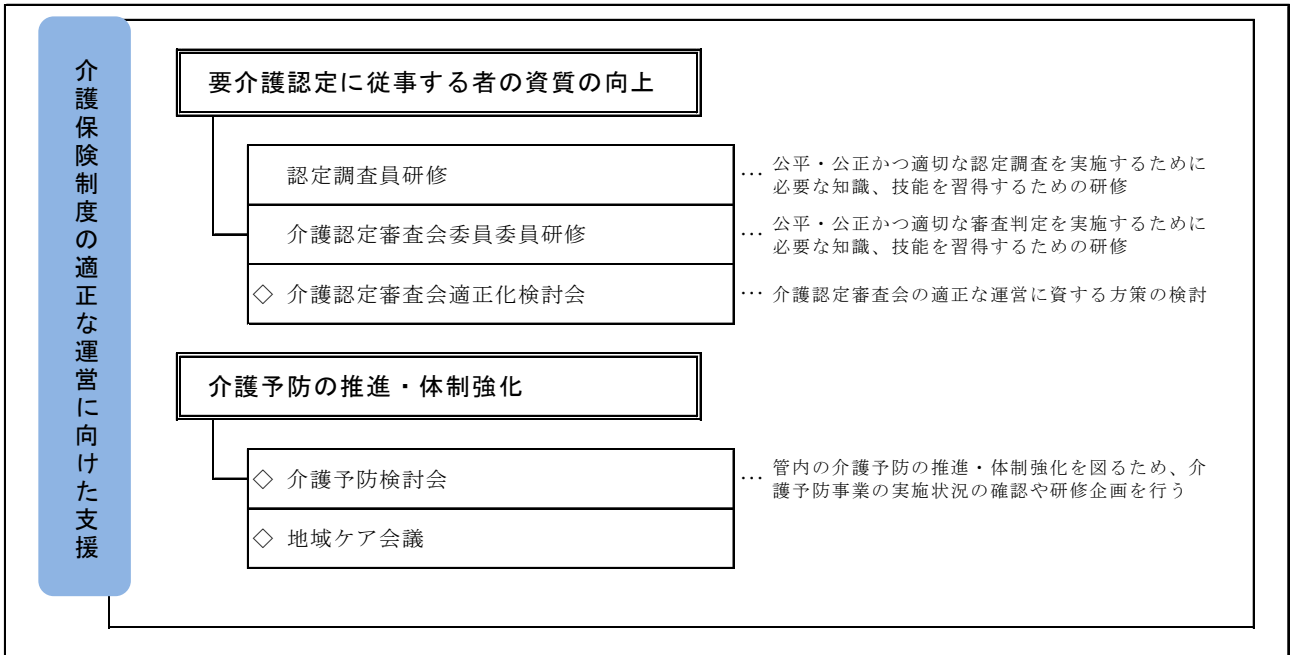 介護保険制度の適正な運営に向けた支援
要介護認定に従事する者の資質の向上
認定調査員研修
… 公平・公正かつ適切な認定調査を実施するために
必要な知識、技能を習得するための研修
介護認定審査会委員委員研修
… 公平・公正かつ適切な審査判定を実施するために
必要な知識、技能を習得するための研修
◇ 介護認定審査会適正化検討会
… 介護認定審査会の適正な運営に資する方策の検討
介護予防の推進・体制強化
◇ 介護予防検討会
… 管内の介護予防の推進・体制強化を図るため、介
護予防事業の実施状況の確認や研修企画を行う
◇ 地域ケア会議